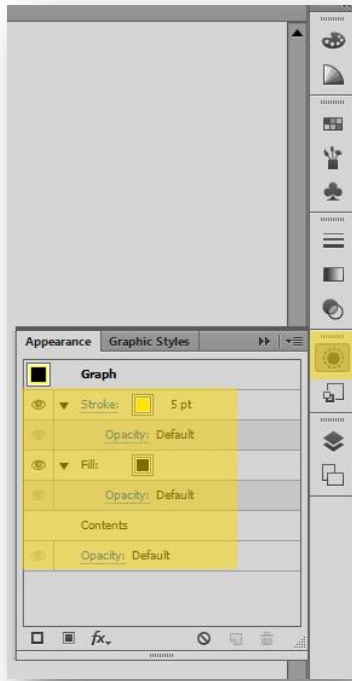 Appearance Graphic Styles
Graph
Stroke: 5 pt
Opacity: Default
Fill:
Opacity: Default
Contents
Opacity: Default
fx